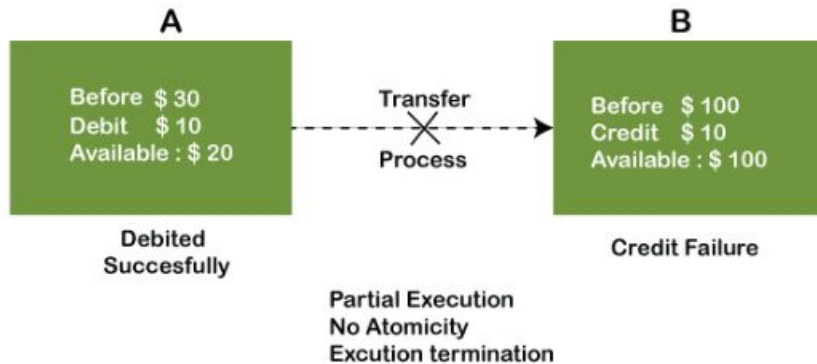 A
Before $ 30
Debit $ 10
Available : $ 20
Debited
Succesfully
Transfer
Process
B
Before $ 100
Credit $ 10
Available : $ 100
Credit Failure
Partial Execution
No Atomicity
Excution termination